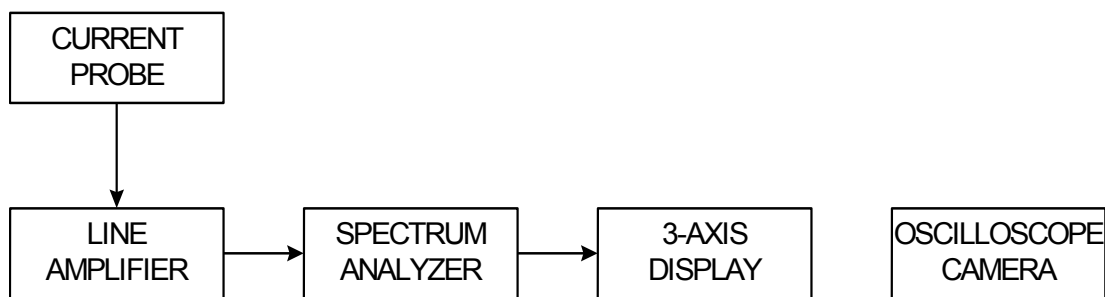 CURRENT
PROBE
LINE
AMPLIFIER
SPECTRUM
ANALYZER
3-AXIS
DISPLAY
OSCILLOSCOPE
CAMERA